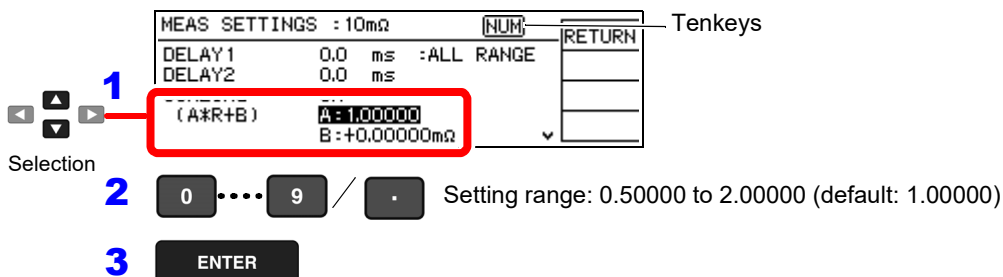 MEAS SETTINGS :10mΩ NUM RETURN Tenkeys
DELAY1 0.0 ms :ALL RANGE
DELAY2 0.0 ms
1
(A*R+B) A:1.00000
B:+0.00000mΩ
Selection
2 0 9 / . Setting range: 0.50000 to 2.00000 (default: 1.00000)
3 ENTER